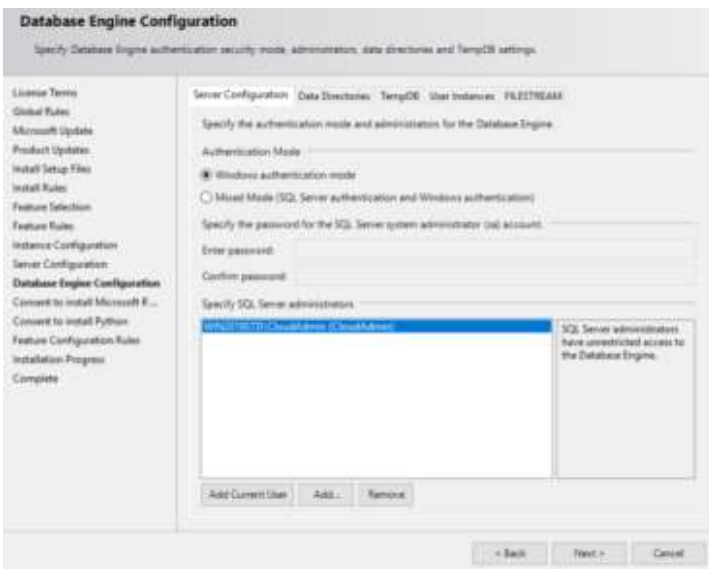 Database Engine Configuration
Specify Database Engine authentication security mode, administrators, data directories and TempDB settings.
License Terms
Global Rules
Microsoft Update
Product Updates
Install Setup Files
Install Rules
Feature Selection
Feature Rules
Instance Configuration
Server Configuration
Database Engine Configuration
Consent to install Microsoft R ...
Consent to install Python
Feature Configuration Rules
Installation Progress
Complete
Server Configuration Data Directories TempDB User Instances FILESTREAM
Specify the authentication mode and administrators for the Database Engine.
Authentication Mode
Windows authentication mode
Mixed Mode (SQL Server authentication and Windows authentication)
Specify the password for the SQL Server system administrator (sa) account.
Enter password:
Confirm password:
Specify SQL Server administrators
(CloudAdmin)
SQL Server administrators
have unrestricted access to
the Database Engine.
Add Current User Add... Remove
< Back Next > Cancel